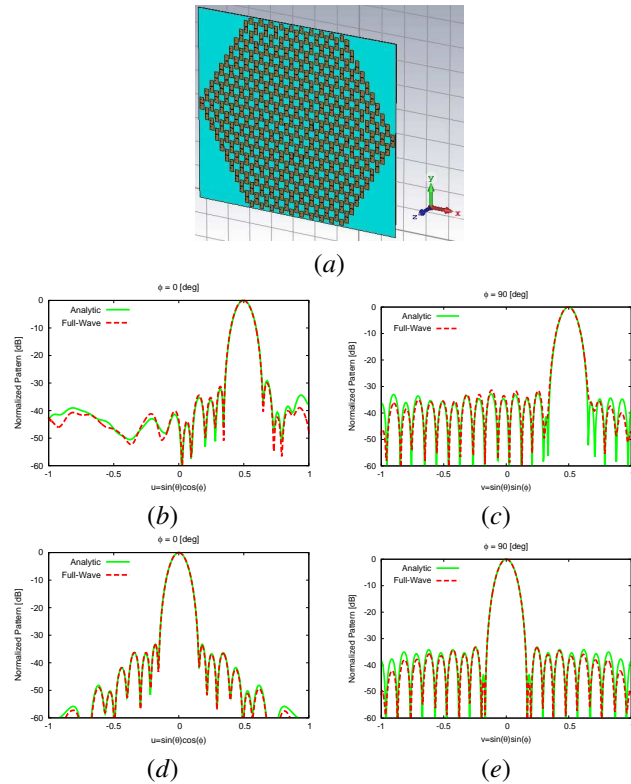 y
x
z
(a)
ϕ = 0 [deg]
Normalized Pattern [dB]
0
-10
-20
-30
-40
-50
-60
Analytic
Full-Wave
-1
-0.5
0
0.5
1
u=sin(θ)cos(ϕ)
(b)
ϕ = 90 [deg]
Normalized Pattern [dB]
0
-10
-20
-30
-40
-50
-60
Analytic
Full-Wave
-1
-0.5
0
0.5
1
v=sin(θ)sin(ϕ)
(c)
ϕ = 0 [deg]
Normalized Pattern [dB]
0
-10
-20
-30
-40
-50
-60
Analytic
Full-Wave
-1
-0.5
0
0.5
1
u=sin(θ)cos(ϕ)
(d)
ϕ = 90 [deg]
Normalized Pattern [dB]
0
-10
-20
-30
-40
-50
-60
Analytic
Full-Wave
-1
-0.5
0
0.5
1
v=sin(θ)sin(ϕ)
(e)